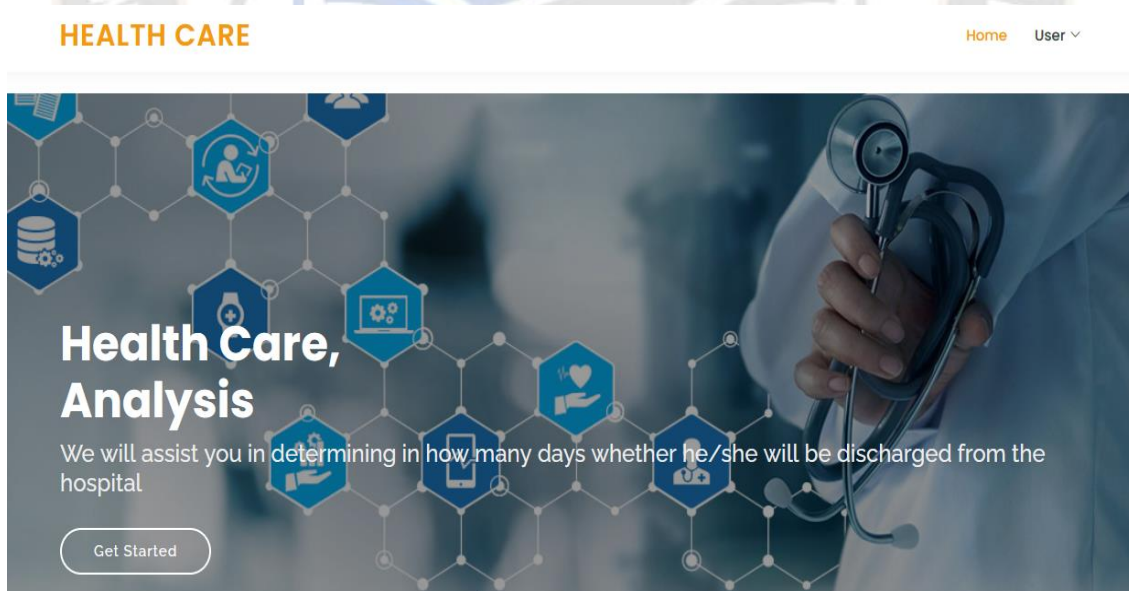 HEALTH CARE
Home User
Health Care,
Analysis
We will assist you in determining in how many days whether he/she will be discharged from the
hospital
Get Started